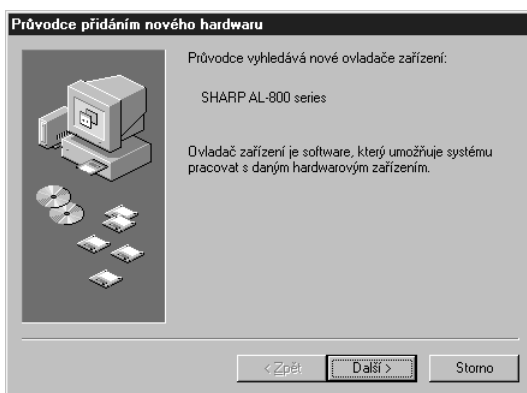 Průvodce přidáním nového hardwaru
Průvodce vyhledává nové ovladače zařízení:
SHARP AL-800 series
Ovladač zařízení je software, který umožňuje systému
pracovat s daným hardwarovým zařízením.
< Zpět
Další >
Storno